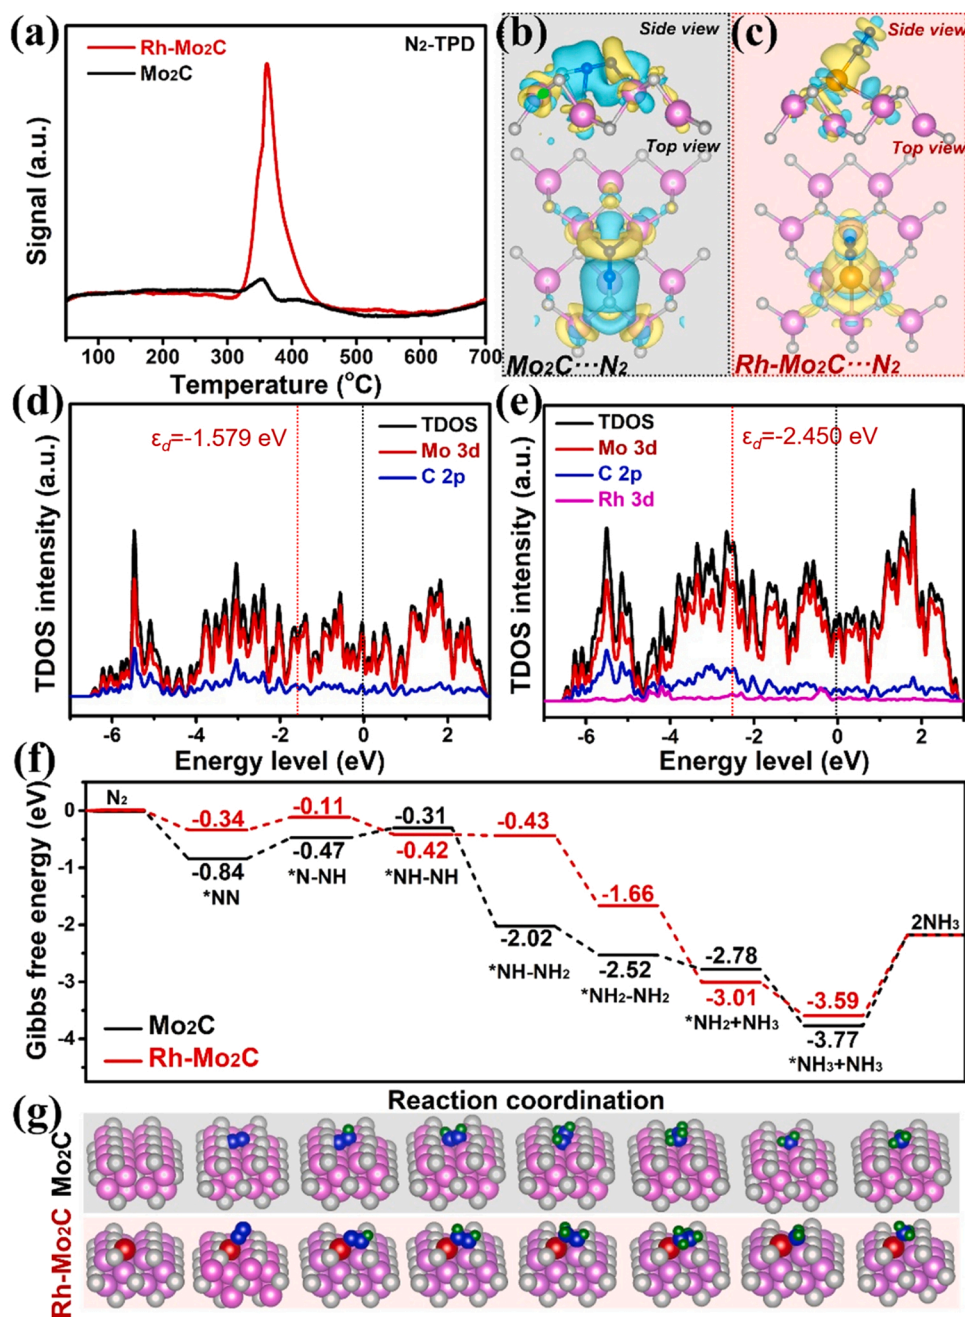 (a)
Rh-Mo₂C
Mo₂C
N₂-TPD
Signal (a.u.)
100 200 300 400 500 600 700
Temperature (°C)
(b)
Side view
Top view
Mo₂C⋯N₂
(c)
Side view
Top view
Rh-Mo₂C⋯N₂
(d)
εd=-1.579 eV
TDOS
Mo 3d
C 2p
TDOS intensity (a.u.)
-6 -4 -2 0 2
Energy level (eV)
(e)
TDOS
Mo 3d
C 2p
Rh 3d
εd=-2.450 eV
TDOS intensity (a.u.)
-6 -4 -2 0 2
Energy level (eV)
(f)
Gibbs free energy (eV)
0
-1
-2
-3
-4
N₂
-0.34
-0.84
*NN
-0.11
-0.47
*N-NH
-0.31
-0.42
*NH-NH
-0.43
-2.02
*NH-NH₂
-1.66
-2.52
*NH₂-NH₂
-2.78
-3.01
*NH₂+NH₃
-3.59
-3.77
*NH₃+NH₃
2NH₃
Mo₂C
Rh-Mo₂C
Reaction coordination
(g)
Mo₂C
Rh-Mo₂C